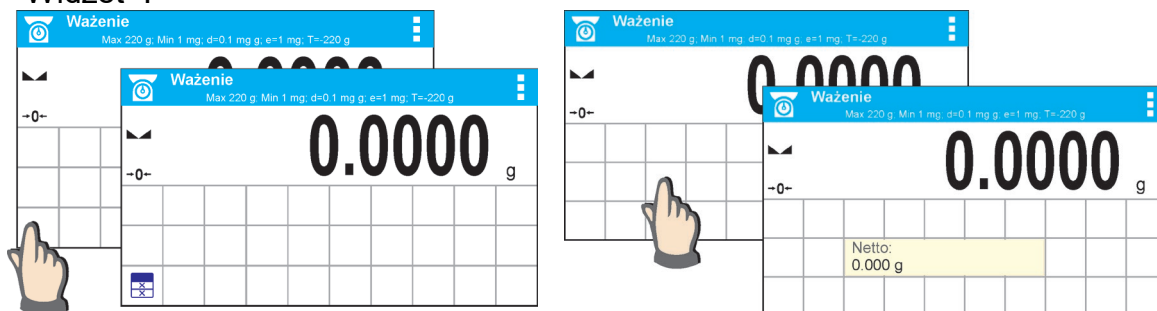 Ważenie
Max 220 g; Min 1 mg; d=0.1 mg g; e=1 mg; T=-220 g
→0←
Ważenie
Max 220 g; Min 1 mg; d=0.1 mg g; e=1 mg; T=-220 g
0.0000
g
→0←
Ważenie
Max 220 g; Min 1 mg; d=0.1 mg g; e=1 mg; T=-220 g
0.0000
→0←
Ważenie
Max 220 g; Min 1 mg; d=0.1 mg g; e=1 mg; T=-220 g
0.0000
g
→0←
Netto:
0.000 g